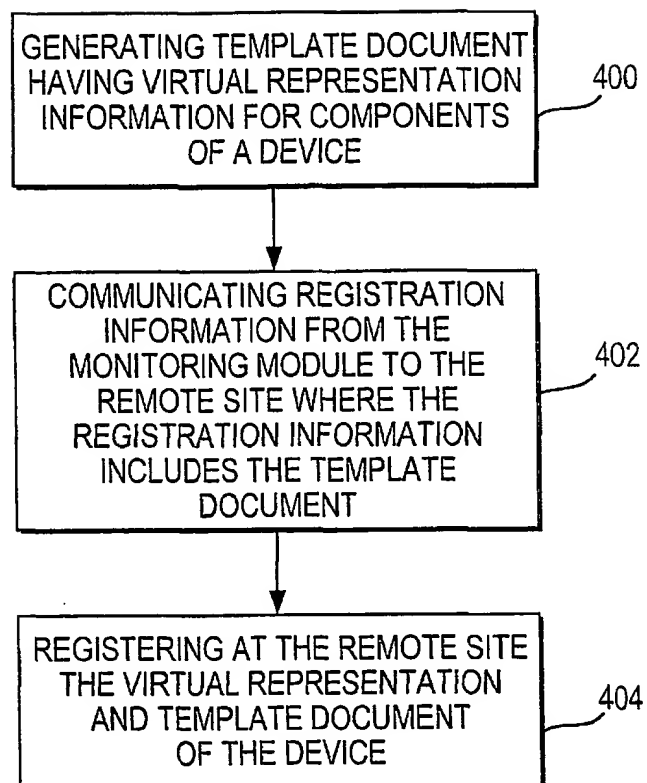 GENERATING TEMPLATE DOCUMENT
HAVING VIRTUAL REPRESENTATION
INFORMATION FOR COMPONENTS
OF A DEVICE
400
COMMUNICATING REGISTRATION
INFORMATION FROM THE
MONITORING MODULE TO THE
REMOTE SITE WHERE THE
REGISTRATION INFORMATION
INCLUDES THE TEMPLATE
DOCUMENT
402
REGISTERING AT THE REMOTE SITE
THE VIRTUAL REPRESENTATION
AND TEMPLATE DOCUMENT
OF THE DEVICE
404